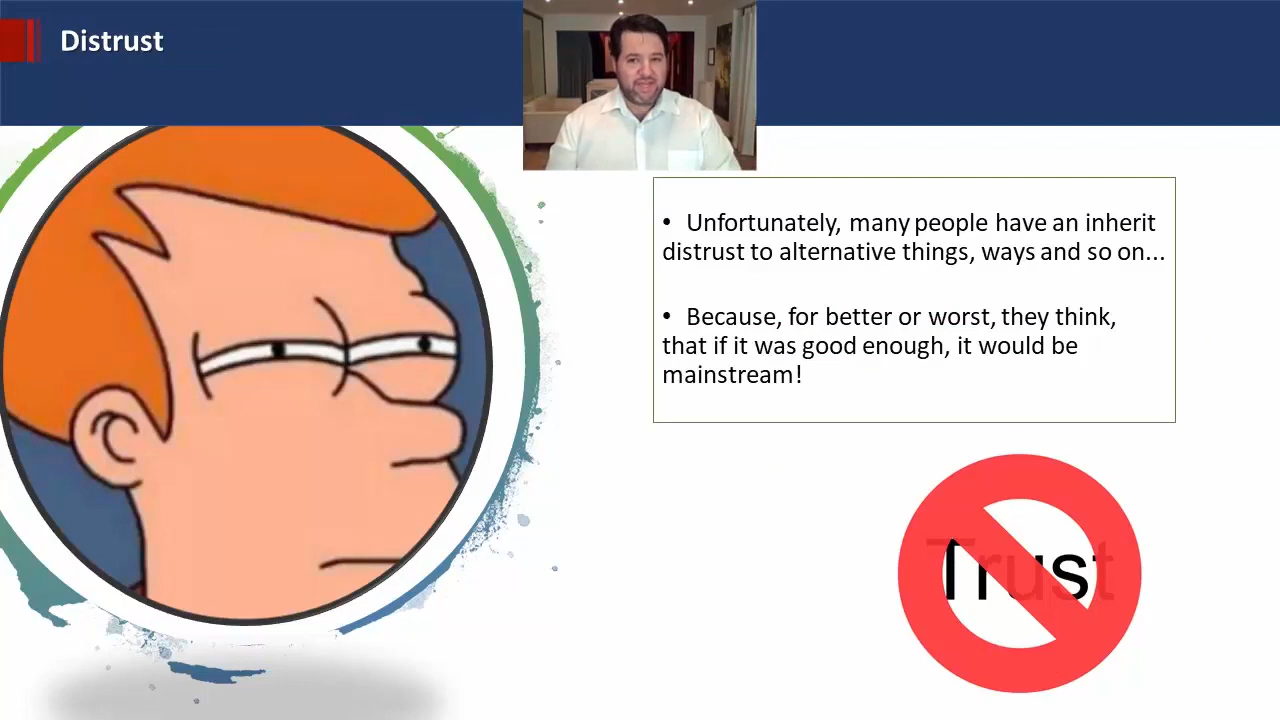 Distrust
• Unfortunately, many people have an inherit
distrust to alternative things, ways and so on...
• Because, for better or worst, they think,
that if it was good enough, it would be
mainstream!
Trust